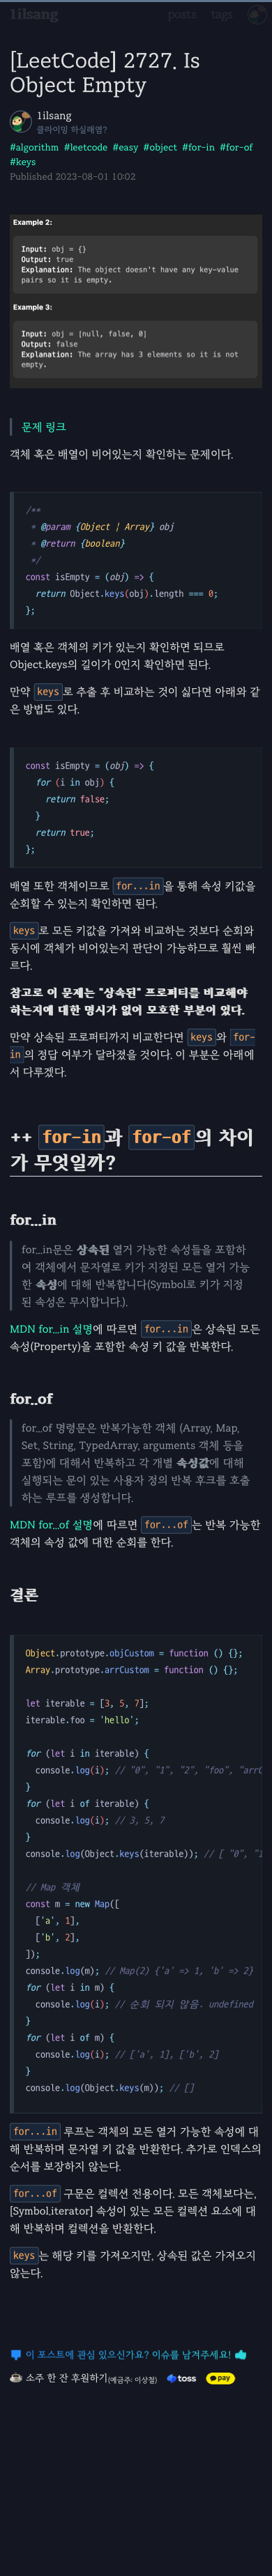 1ilsang
posts tags
[LeetCode] 2727. Is
Object Empty
1ilsang
클라이밍 하실래염?
#algorithm #leetcode #easy #object #for-in #for-of
#keys
Published 2023-08-01 10:02
Example 2:
Input: obj = {}
Output: true
Explanation: The object doesn't have any key-value
pairs so it is empty.
Example 3:
Input: obj = [null, false, 0]
Output: false
Explanation: The array has 3 elements so it is not
empty.
문제 링크
객체 혹은 배열이 비어있는지 확인하는 문제이다.
/**
* @param {Object | Array} obj
* @return {boolean}
*/
const isEmpty = (obj) => {
return Object.keys(obj).length === 0;
};
배열 혹은 객체의 키가 있는지 확인하면 되므로
Object.keys의 길이가 0인지 확인하면 된다.
만약 keys로 추출 후 비교하는 것이 싫다면 아래와 같
은 방법도 있다.
const isEmpty = (obj) => {
for (i in obj) {
return false;
}
return true;
};
배열 또한 객체이므로 for...in을 통해 속성 키값을
순회할 수 있는지 확인하면 된다.
keys로 모든 키값을 가져와 비교하는 것보다 순회와
동시에 객체가 비어있는지 판단이 가능하므로 훨씬 빠
르다.
참고로 이 문제는 "상속된" 프로퍼티를 비교해야
하는지에 대한 명시가 없어 모호한 부분이 있다.
만약 상속된 프로퍼티까지 비교한다면 keys와 for-
in의 정답 여부가 달라졌을 것이다. 이 부분은 아래에
서 다루겠다.
++ for-in과 for-of의 차이
가 무엇일까?
for...in
for...in문은 상속된 열거 가능한 속성들을 포함하
여 객체에서 문자열로 키가 지정된 모든 열거 가능
한 속성에 대해 반복합니다(Symbol로 키가 지정
된 속성은 무시합니다.).
MDN for...in 설명에 따르면 for...in은 상속된 모든
속성(Property)을 포함한 속성 키 값을 반복한다.
for..of
for...of 명령문은 반복가능한 객체 (Array, Map,
Set, String, TypedArray, arguments 객체 등을
포함)에 대해서 반복하고 각 개별 속성값에 대해
실행되는 문이 있는 사용자 정의 반복 후크를 호출
하는 루프를 생성합니다.
MDN for...of 설명에 따르면 for...of는 반복 가능한
객체의 속성 값에 대한 순회를 한다.
결론
Object.prototype.objCustom = function () {};
Array.prototype.arrCustom = function () {};
let iterable = [3, 5, 7];
iterable.foo = 'hello';
for (let i in iterable) {
console.log(i); // "0", "1", "2", "foo", "arrC
}
for (let i of iterable) {
console.log(i); // 3, 5, 7
}
console.log(Object.keys(iterable)); // [ "0", "1
// Map 객체
const m = new Map([
['a', 1],
['b', 2],
]);
console.log(m); // Map(2) {'a' => 1, 'b' => 2}
for (let i in m) {
console.log(i); // 순회 되지 않음. undefined
}
for (let i of m) {
console.log(i); // ['a', 1], ['b', 2]
}
console.log(Object.keys(m)); // []
for...in 루프는 객체의 모든 열거 가능한 속성에 대
해 반복하며 문자열 키 값을 반환한다. 추가로 인덱스의
순서를 보장하지 않는다.
for...of 구문은 컬렉션 전용이다. 모든 객체보다는,
[Symbol.iterator] 속성이 있는 모든 컬렉션 요소에 대
해 반복하며 컬렉션을 반환한다.
keys는 해당 키를 가져오지만, 상속된 값은 가져오지
않는다.
이 포스트에 관심 있으신가요? 이슈를 남겨주세요!
소주 한 잔 후원하기(예금주: 이상철) toss pay